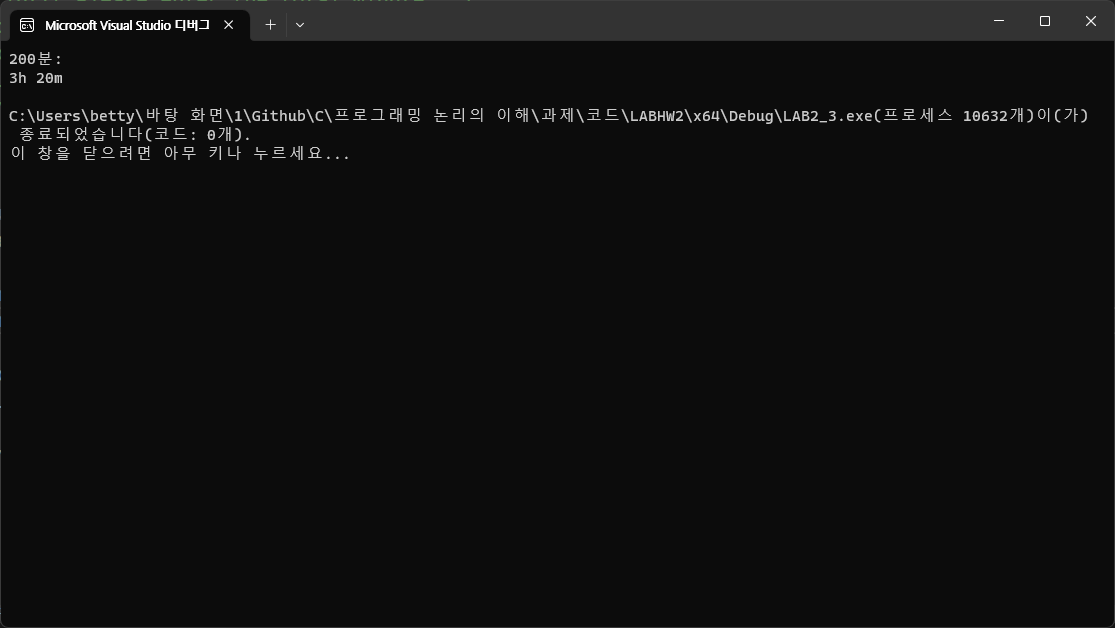 Microsoft Visual Studio 디버그
200분:
3h 20m
C:\Users\betty\바탕 화면\1\Github\C\프로그래밍 논리의 이해\과제\코드\LABHW2\x64\Debug\LAB2_3.exe(프로세스 10632개)이(가)
종료되었습니다(코드: 0개).
이 창을 닫으려면 아무 키나 누르세요...